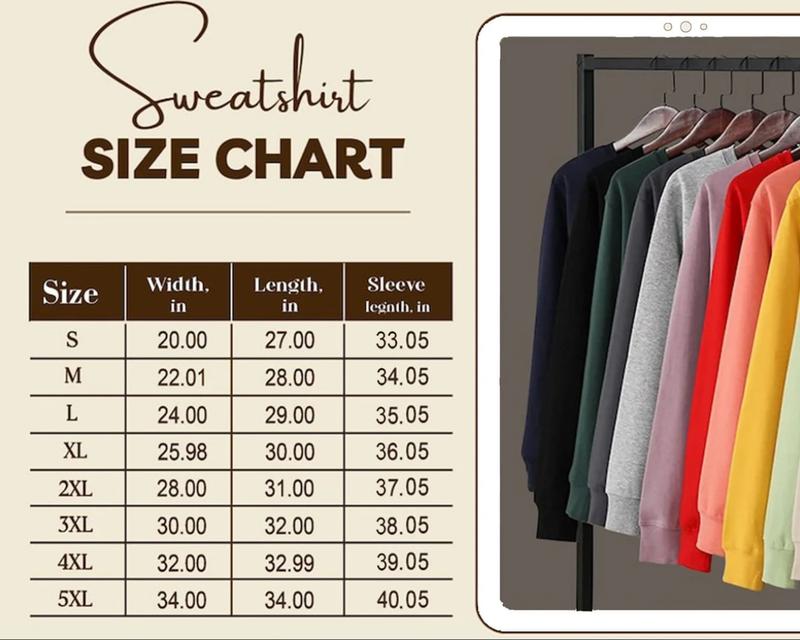 Sweatshirt
SIZE CHART
Size Width, in Length, in Sleeve legnth, in
S 20.00 27.00 33.05
M 22.01 28.00 34.05
L 24.00 29.00 35.05
XL 25.98 30.00 36.05
2XL 28.00 31.00 37.05
3XL 30.00 32.00 38.05
4XL 32.00 32.99 39.05
5XL 34.00 34.00 40.05